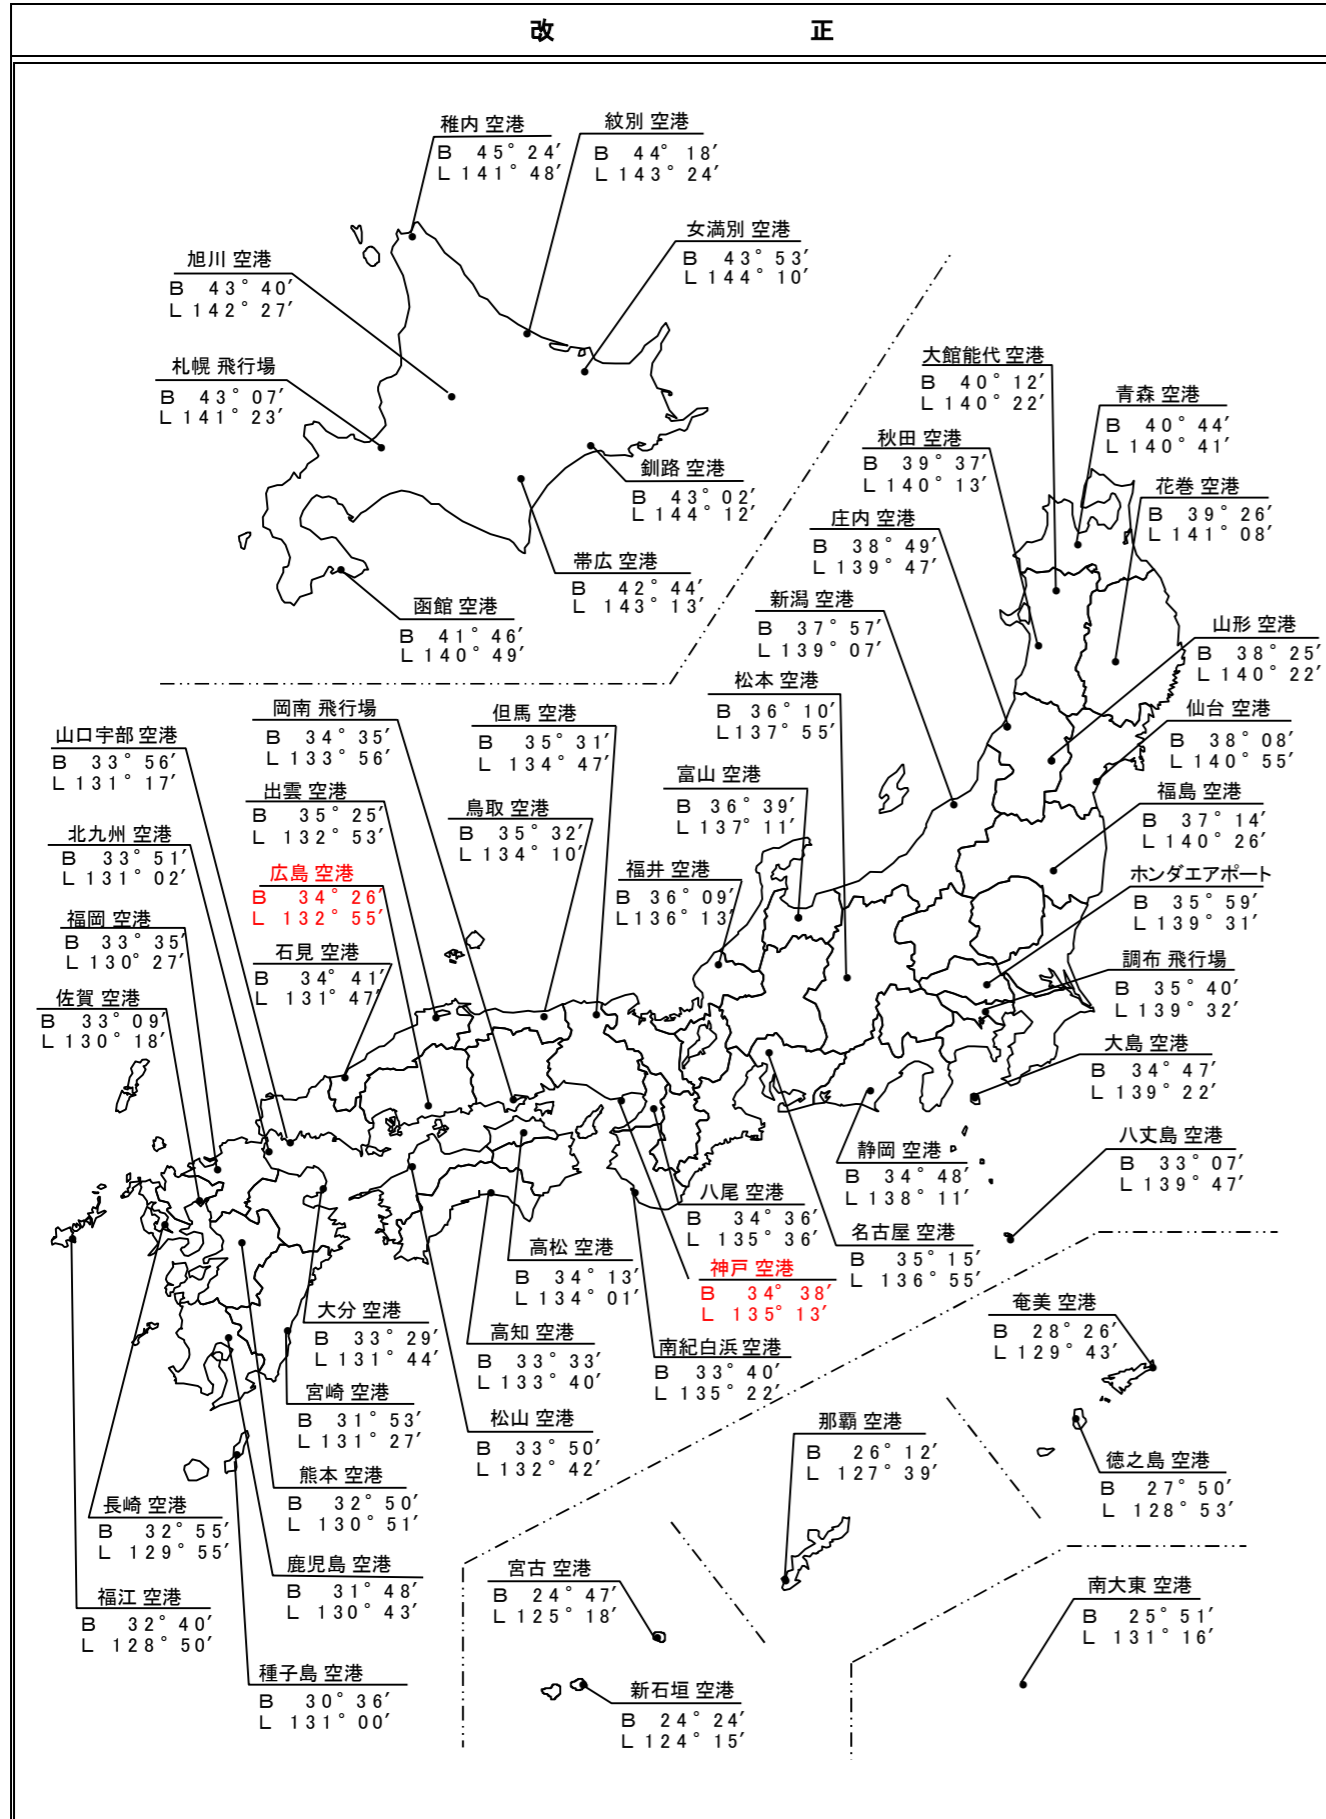 改 正
稚内 空港
B 45°24′
L 141°48′
紋別 空港
B 44°18′
L 143°24′
女満別 空港
B 43°53′
L 144°10′
旭川 空港
B 43°40′
L 142°27′
札幌 飛行場
B 43°07′
L 141°23′
釧路 空港
B 43°02′
L 144°12′
帯広 空港
B 42°44′
L 143°13′
函館 空港
B 41°46′
L 140°49′
大館能代 空港
B 40°12′
L 140°22′
青森 空港
B 40°44′
L 140°41′
秋田 空港
B 39°37′
L 140°13′
花巻 空港
B 39°26′
L 141°08′
庄内 空港
B 38°49′
L 139°47′
新潟 空港
B 37°57′
L 139°07′
山形 空港
B 38°25′
L 140°22′
松本 空港
B 36°10′
L 137°55′
仙台 空港
B 38°08′
L 140°55′
富山 空港
B 36°39′
L 137°11′
福島 空港
B 37°14′
L 140°26′
福井 空港
B 36°09′
L 136°13′
ホンダエアポート
B 35°59′
L 139°31′
調布 飛行場
B 35°40′
L 139°32′
大島 空港
B 34°47′
L 139°22′
八丈島 空港
B 33°07′
L 139°47′
岡南 飛行場
B 34°35′
L 133°56′
但馬 空港
B 35°31′
L 134°47′
山口宇部 空港
B 33°56′
L 131°17′
出雲 空港
B 35°25′
L 132°53′
鳥取 空港
B 35°32′
L 134°10′
北九州 空港
B 33°51′
L 131°02′
広島 空港
B 34°26′
L 132°55′
福岡 空港
B 33°35′
L 130°27′
石見 空港
B 34°41′
L 131°47′
佐賀 空港
B 33°09′
L 130°18′
静岡 空港
B 34°48′
L 138°11′
八尾 空港
B 34°36′
L 135°36′
名古屋 空港
B 35°15′
L 136°55′
高松 空港
B 34°13′
L 134°01′
神戸 空港
B 34°38′
L 135°13′
大分 空港
B 33°29′
L 131°44′
高知 空港
B 33°33′
L 133°40′
南紀白浜 空港
B 33°40′
L 135°22′
宮崎 空港
B 31°53′
L 131°27′
松山 空港
B 33°50′
L 132°42′
熊本 空港
B 32°50′
L 130°51′
長崎 空港
B 32°55′
L 129°55′
鹿児島 空港
B 31°48′
L 130°43′
福江 空港
B 32°40′
L 128°50′
種子島 空港
B 30°36′
L 131°00′
奄美 空港
B 28°26′
L 129°43′
那覇 空港
B 26°12′
L 127°39′
徳之島 空港
B 27°50′
L 128°53′
宮古 空港
B 24°47′
L 125°18′
南大東 空港
B 25°51′
L 131°16′
新石垣 空港
B 24°24′
L 124°15′